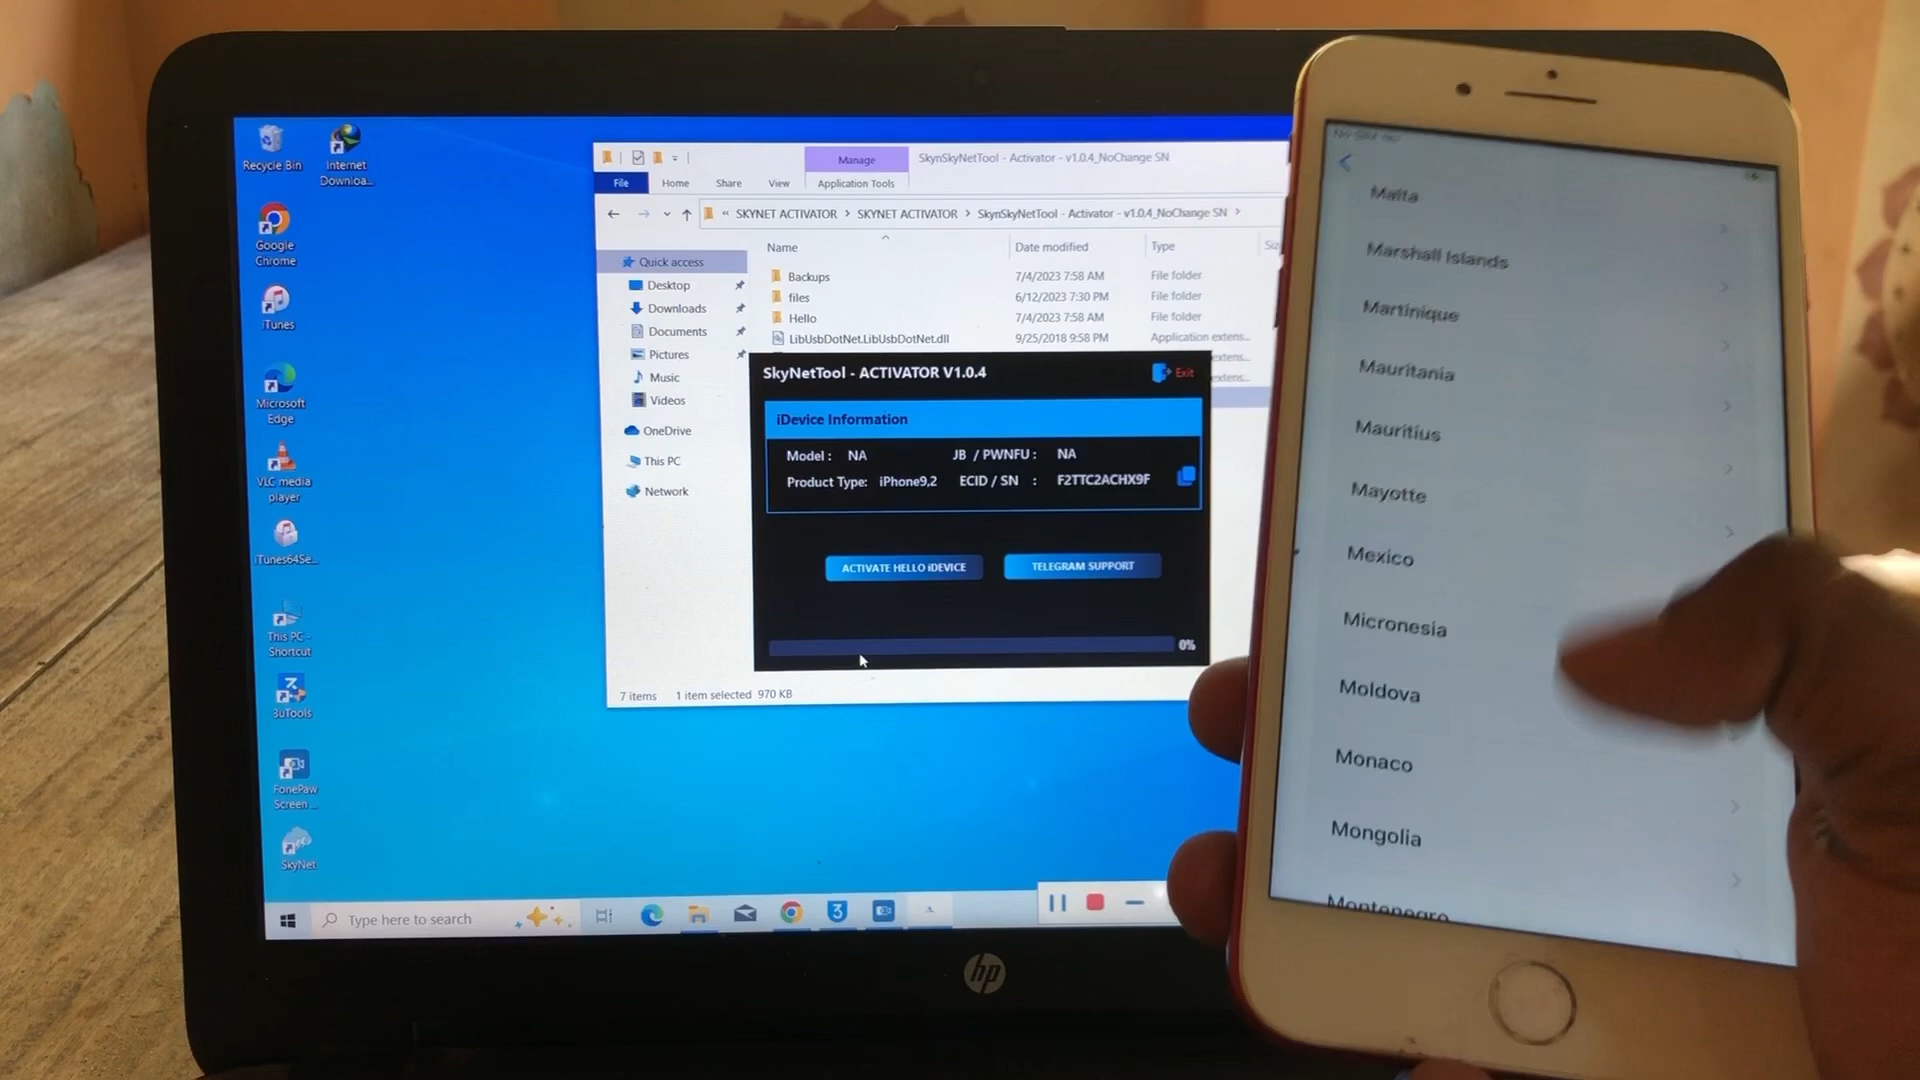 Recycle Bin
Internet
Downloa...
Google
Chrome
iTunes
Microsoft
Edge
VLC media
player
iTunes64Se...
This PC -
Shortcut
3uTools
FonePaw
Screen ...
SkyNet
Manage
SkynSkyNetTool - Activator - v1.0.4_NoChange SN
File
Home
Share
View
Application Tools
« SKYNET ACTIVATOR > SKYNET ACTIVATOR > SkynSkyNetTool - Activator - v1.0.4_NoChange SN >
Name
Date modified
Type
Quick access
Desktop
Downloads
Documents
Pictures
Music
Videos
OneDrive
This PC
Network
Backups 7/4/2023 7:58 AM File folder
files 6/12/2023 7:30 PM File folder
Hello 7/4/2023 7:58 AM File folder
LibUsbDotNet.LibUsbDotNet.dll 9/25/2018 9:58 PM Application extens...
extens...
extens...
7 items 1 item selected 970 KB
SkyNetTool - ACTIVATOR V1.0.4
Exit
iDevice Information
Model : NA JB / PWNFU : NA
Product Type: iPhone9,2 ECID / SN : F2TTC2ACHX9F
ACTIVATE HELLO iDEVICE
TELEGRAM SUPPORT
0%
Type here to search
hp
Malta
Marshall Islands
Martinique
Mauritania
Mauritius
Mayotte
Mexico
Micronesia
Moldova
Monaco
Mongolia
Montenegro